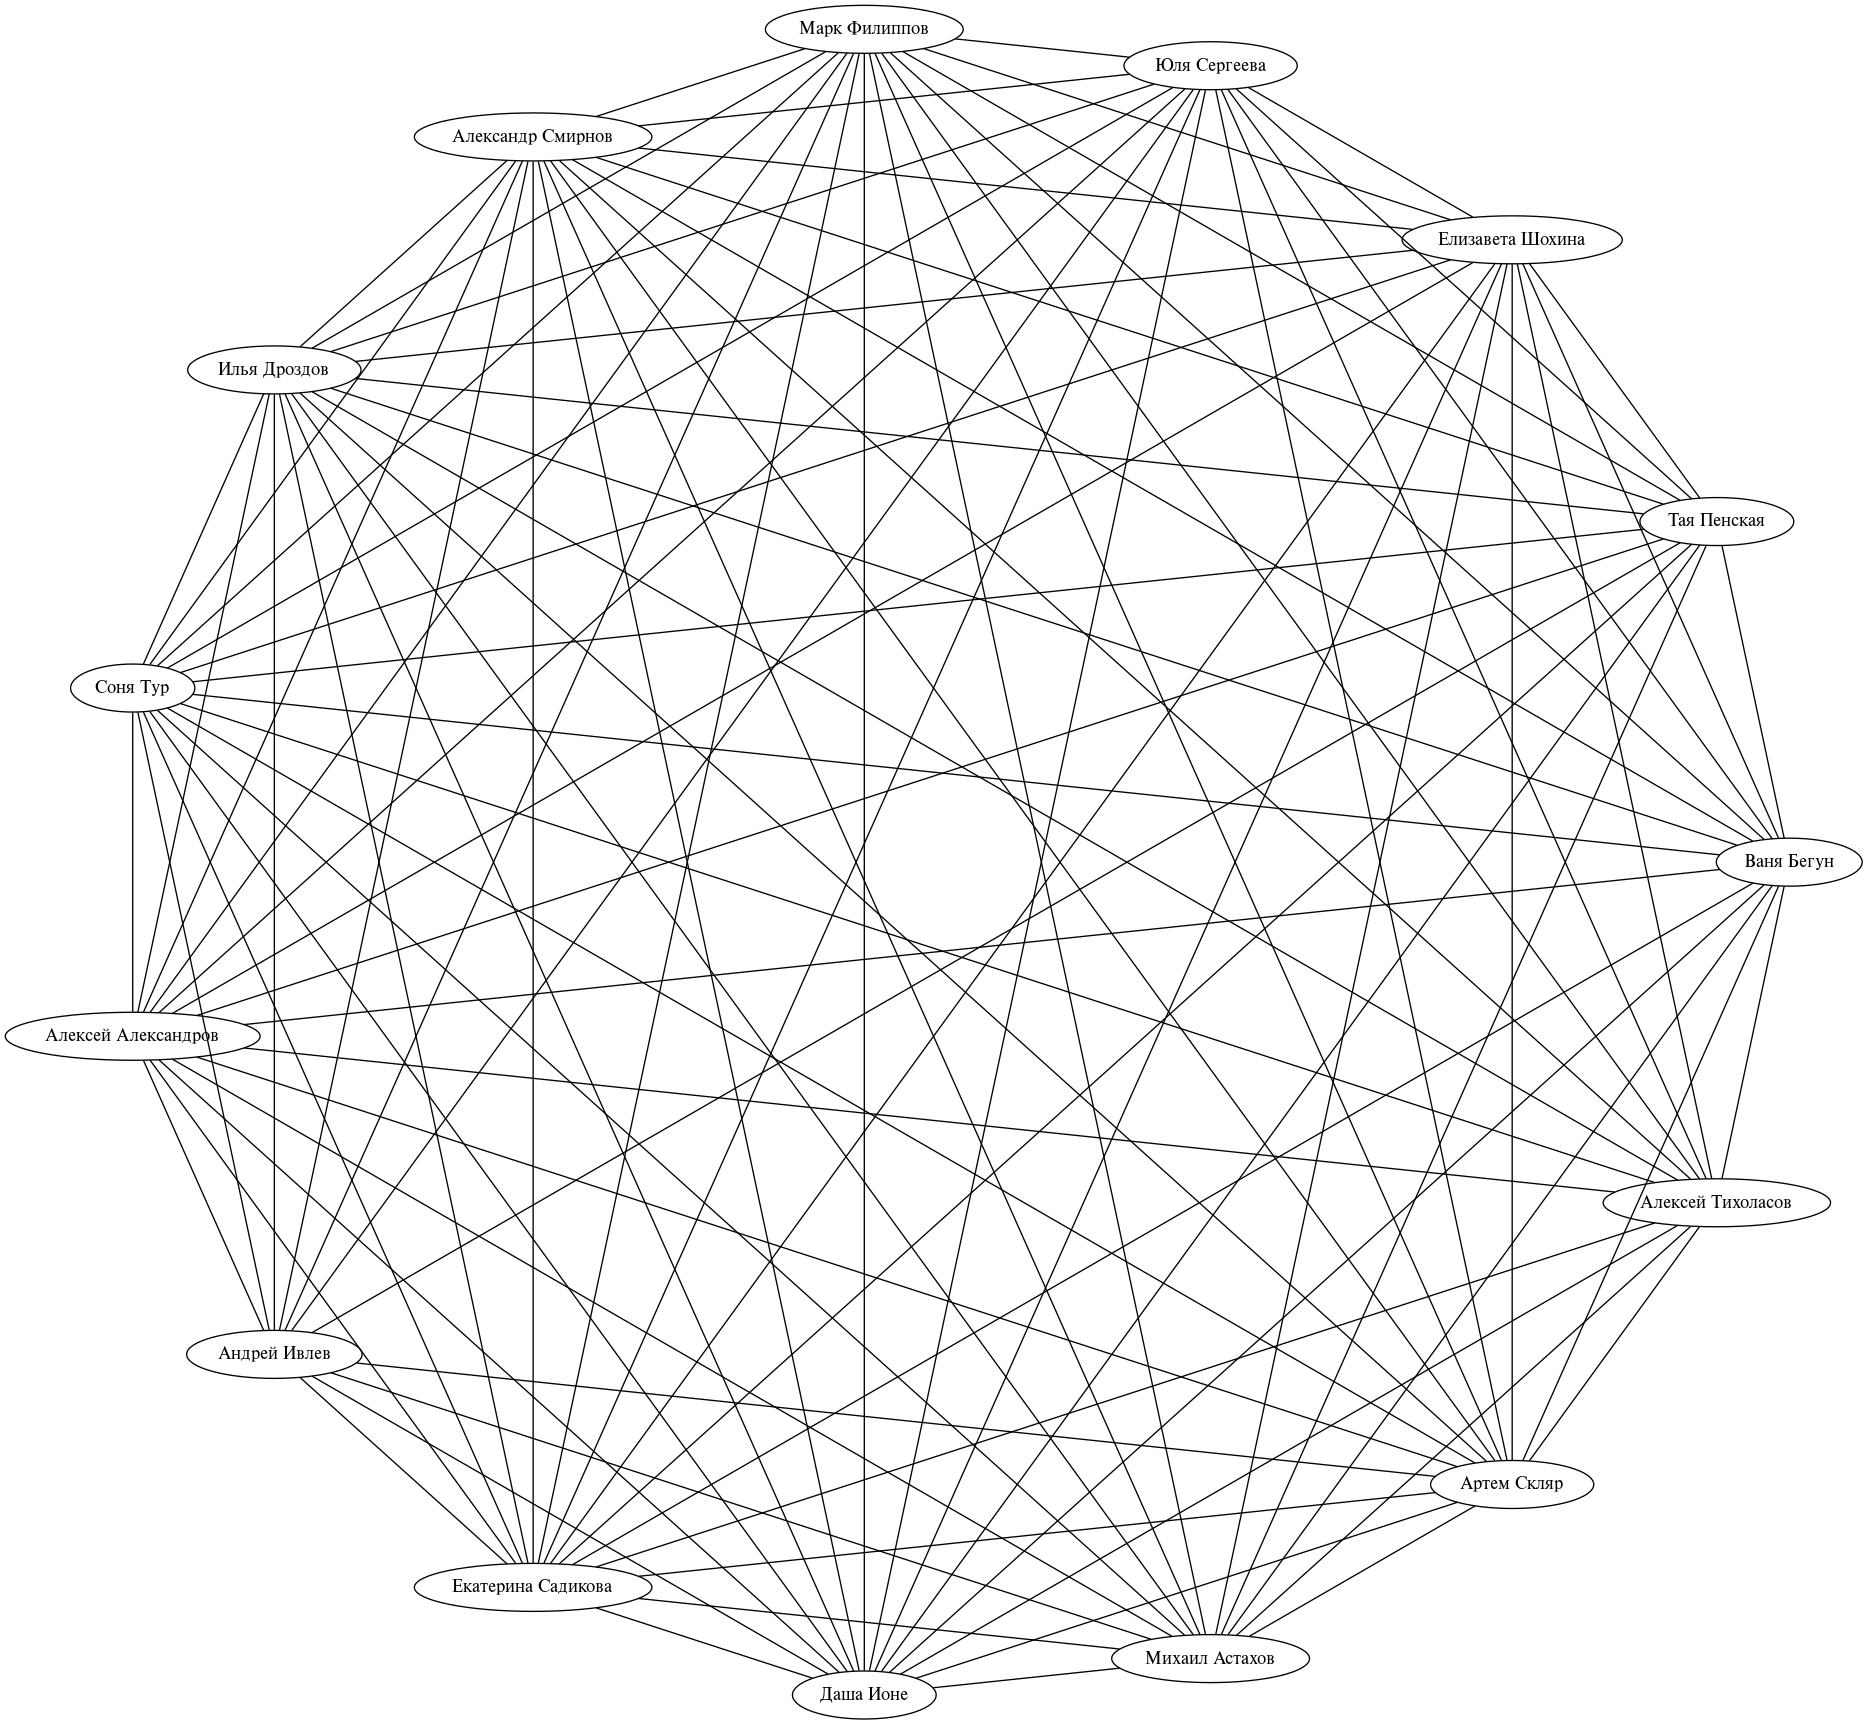 Марк Филиппов
Юля Сергеева
Александр Смирнов
Елизавета Шохина
Илья Дроздов
Тая Пенская
Соня Тур
Ваня Бегун
Алексей Александров
Алексей Тихоласов
Андрей Ивлев
Артем Скляр
Екатерина Садикова
Михаил Астахов
Даша Ионе